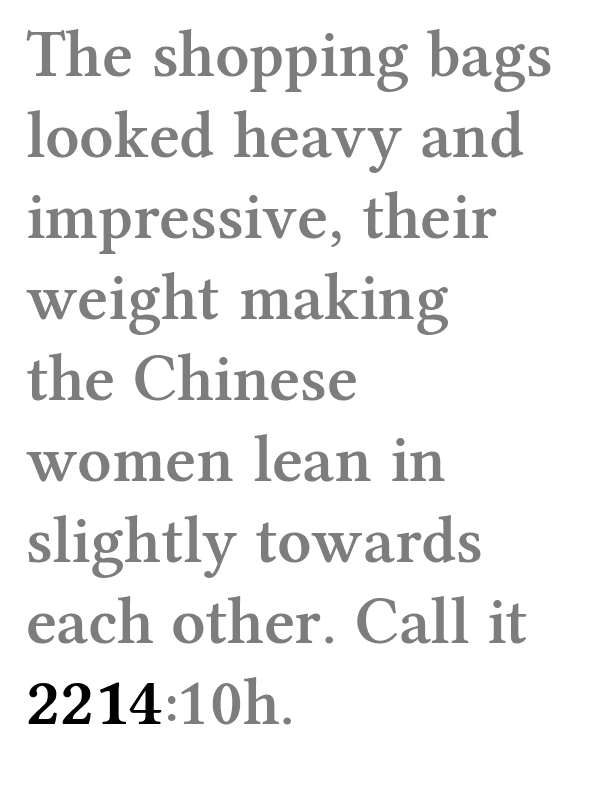 The shopping bags
looked heavy and
impressive, their
weight making
the Chinese
women lean in
slightly towards
each other. Call it
2214:10h.